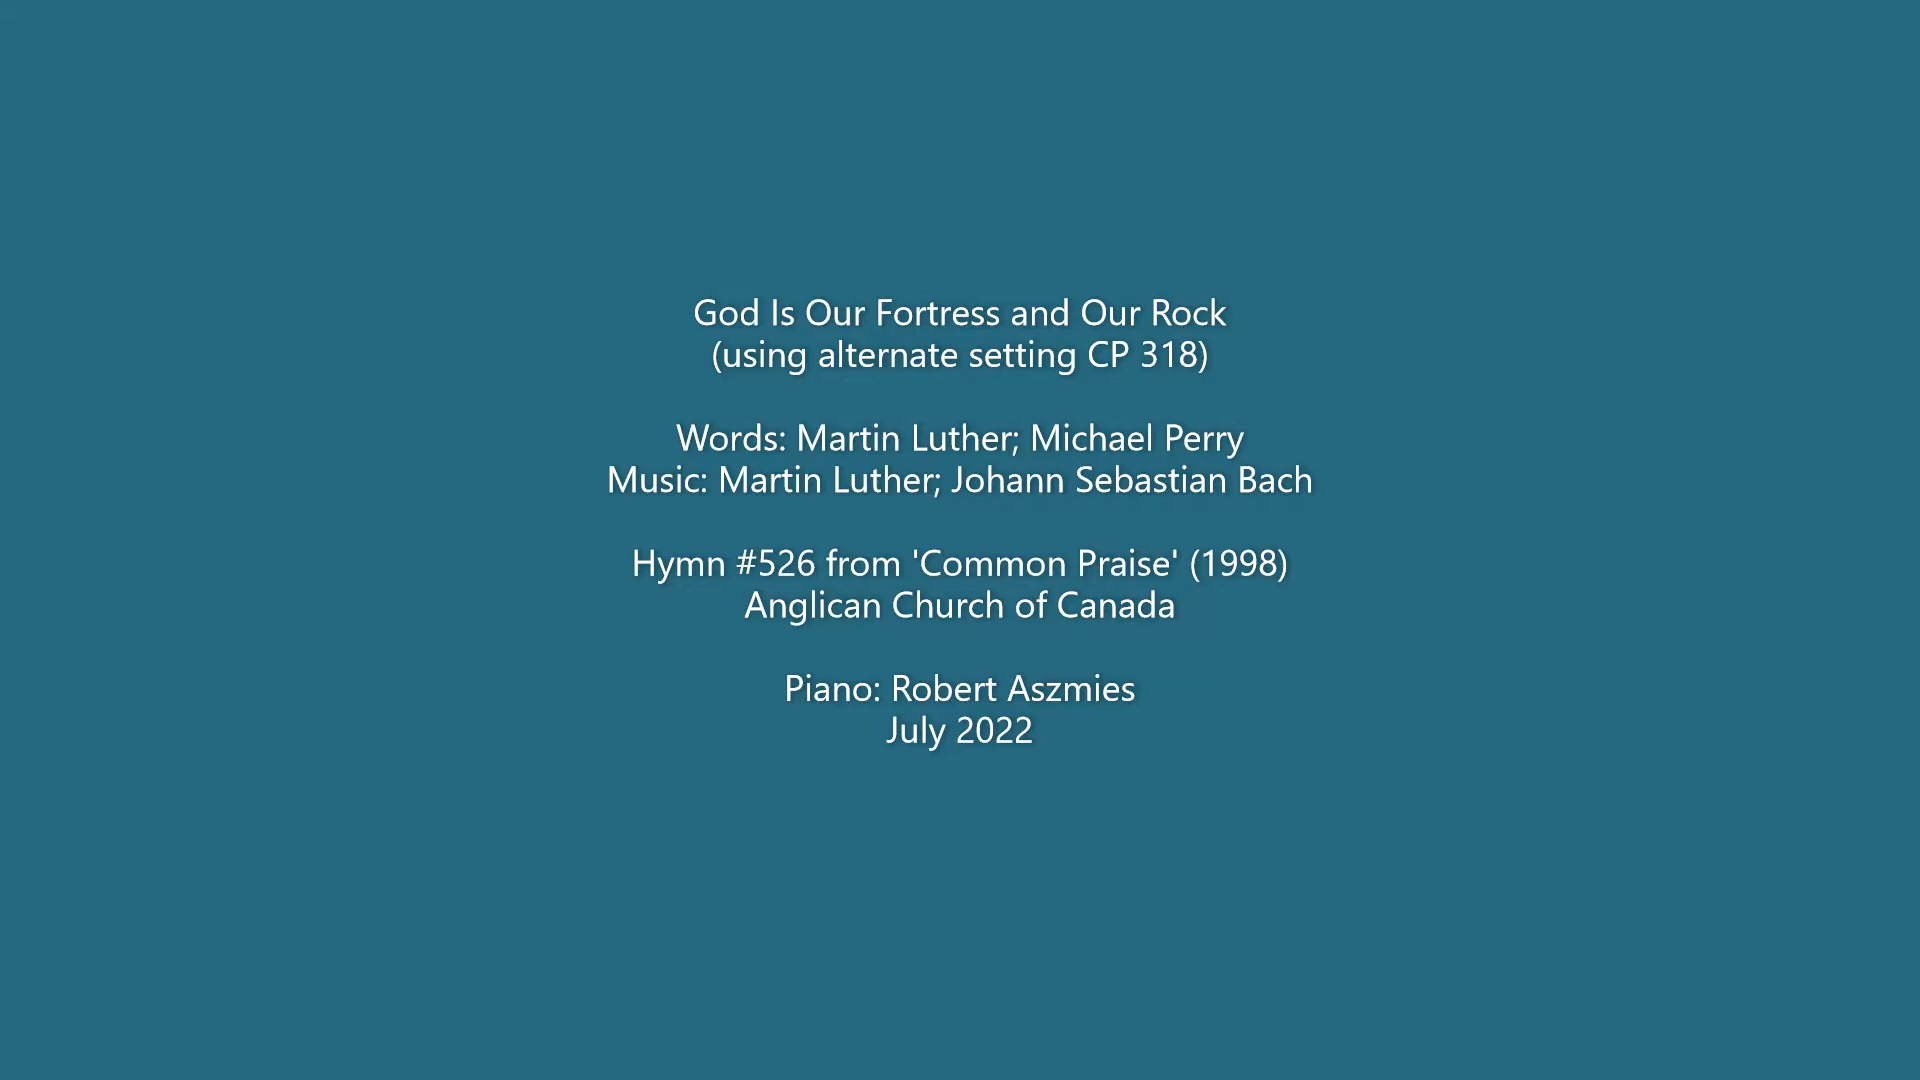 God Is Our Fortress and Our Rock
(using alternate setting CP 318)
Words: Martin Luther; Michael Perry
Music: Martin Luther; Johann Sebastian Bach
Hymn #526 from 'Common Praise' (1998)
Anglican Church of Canada
Piano: Robert Aszmies
July 2022